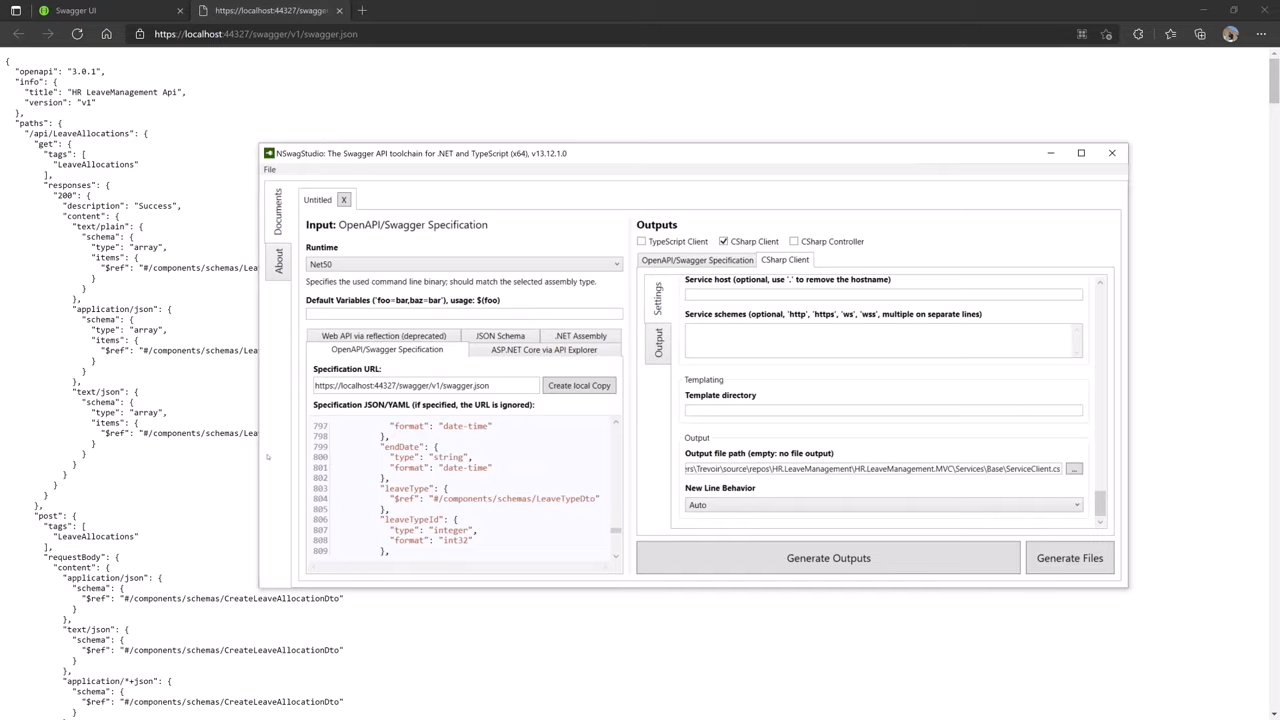 Swagger UI
https://localhost:44327/swagger/v1/swagger.json
https://localhost:44327/swagger/v1/swagger.json
{
"openapi": "3.0.1",
"info": {
"title": "HR LeaveManagement Api",
"version": "v1"
},
"paths": {
"/api/LeaveAllocations": {
"get": {
"tags": [
"LeaveAllocations"
],
"responses": {
"200": {
"description": "Success",
"content": {
"text/plain": {
"schema": {
"type": "array",
"items": {
"$ref": "#/components/schemas/Lea
}
}
},
"application/json": {
"schema": {
"type": "array",
"items": {
"$ref": "#/components/schemas/Lea
}
}
},
"text/json": {
"schema": {
"type": "array",
"items": {
"$ref": "#/components/schemas/Lea
}
}
}
}
}
}
},
"post": {
"tags": [
"LeaveAllocations"
],
"requestBody": {
"content": {
"application/json": {
"schema": {
"$ref": "#/components/schemas/CreateLeaveAllocationDto"
}
},
"text/json": {
"schema": {
"$ref": "#/components/schemas/CreateLeaveAllocationDto"
}
},
"application/*+json": {
"schema": {
"$ref": "#/components/schemas/CreateLeaveAllocationDto"
}
NSwagStudio: The Swagger API toolchain for .NET and TypeScript (x64), v13.12.1.0
File
Documents
About
Untitled X
Input: OpenAPI/Swagger Specification
Runtime
Net50
Specifies the used command line binary; should match the selected assembly type.
Default Variables ('foo=bar,baz=bar'), usage: $(foo)
Web API via reflection (deprecated) JSON Schema .NET Assembly
OpenAPI/Swagger Specification ASP.NET Core via API Explorer
Specification URL:
https://localhost:44327/swagger/v1/swagger.json Create local Copy
Specification JSON/YAML (if specified, the URL is ignored):
797 "format": "date-time"
798 },
799 "endDate": {
800 "type": "string",
801 "format": "date-time"
802 },
803 "leaveType": {
804 "$ref": "#/components/schemas/LeaveTypeDto"
805 },
806 "leaveTypeId": {
807 "type": "integer",
808 "format": "int32"
809 },
Outputs
TypeScript Client CSharp Client CSharp Controller
OpenAPI/Swagger Specification CSharp Client
Settings
Output
Service host (optional, use '.' to remove the hostname)
Service schemes (optional, 'http', 'https', 'ws', 'wss', multiple on separate lines)
Templating
Template directory
Output
Output file path (empty: no file output)
rs\Trevoir\source\repos\HR.LeaveManagement\HR.LeaveManagement.MVC\Services\Base\ServiceClient.cs ...
New Line Behavior
Auto
Generate Outputs Generate Files